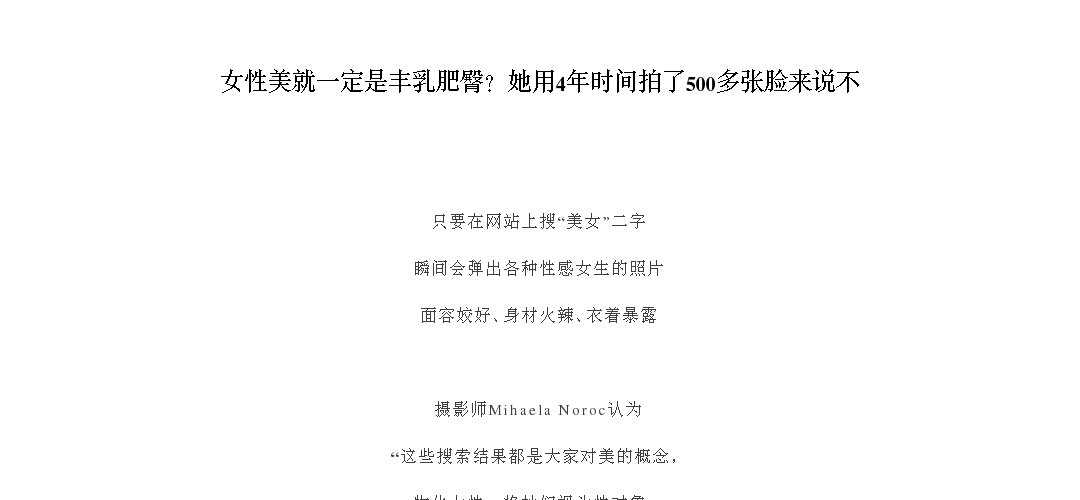 女性美就一定是丰乳肥臀？她用4年时间拍了500多张脸来说不
只要在网站上搜“美女”二字
瞬间会弹出各种性感女生的照片
面容姣好、身材火辣、衣着暴露
摄影师Mihaela Noroc认为
“这些搜索结果都是大家对美的概念，